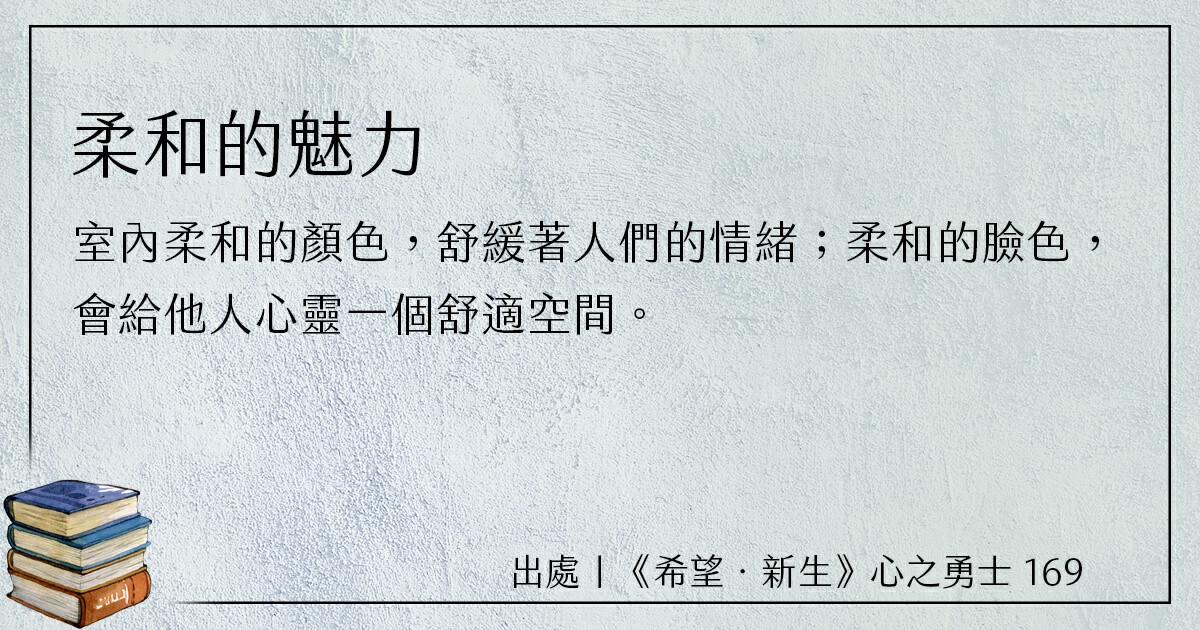 柔和的魅力
室內柔和的顏色，舒緩著人們的情緒；柔和的臉色，
會給他人心靈一個舒適空間。
出處｜《希望．新生》心之勇士 169